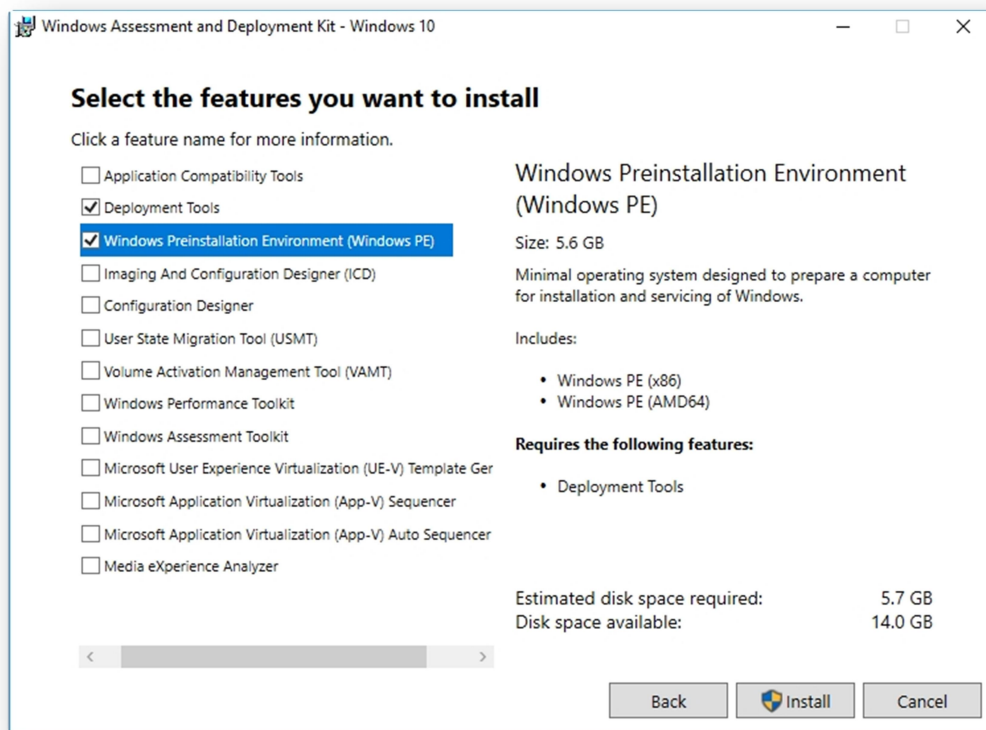 Windows Assessment and Deployment Kit - Windows 10
Select the features you want to install
Click a feature name for more information.
Application Compatibility Tools
Deployment Tools
Windows Preinstallation Environment (Windows PE)
Imaging And Configuration Designer (ICD)
Configuration Designer
User State Migration Tool (USMT)
Volume Activation Management Tool (VAMT)
Windows Performance Toolkit
Windows Assessment Toolkit
Microsoft User Experience Virtualization (UE-V) Template Ger
Microsoft Application Virtualization (App-V) Sequencer
Microsoft Application Virtualization (App-V) Auto Sequencer
Media eXperience Analyzer
Windows Preinstallation Environment
(Windows PE)
Size: 5.6 GB
Minimal operating system designed to prepare a computer
for installation and servicing of Windows.
Includes:
• Windows PE (x86)
• Windows PE (AMD64)
Requires the following features:
• Deployment Tools
Estimated disk space required: 5.7 GB
Disk space available: 14.0 GB
Back Install Cancel